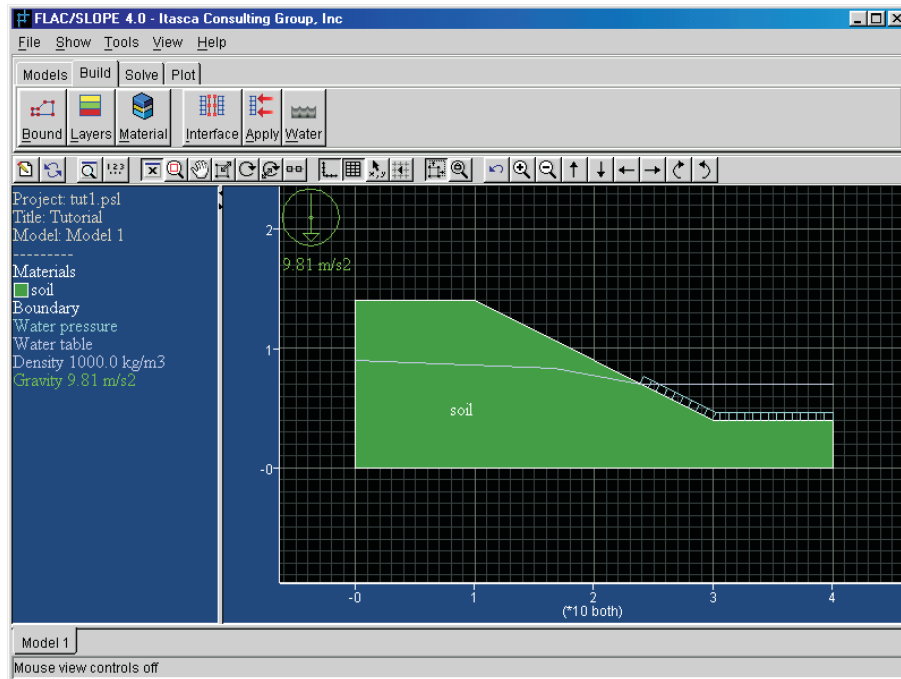 FLAC/SLOPE 4.0 - Itasca Consulting Group, Inc
File Show Tools View Help
Models Build Solve Plot
Bound Layers Material Interface Apply Water
123
Project: tut1.psl
Title: Tutorial
Model: Model 1
---------
Materials
soil
Boundary
Water pressure
Water table
Density 1000.0 kg/m3
Gravity 9.81 m/s2
2
9.81 m/s2
1
soil
-0
-0 1 2 3 4
(*10 both)
Model 1
Mouse view controls off